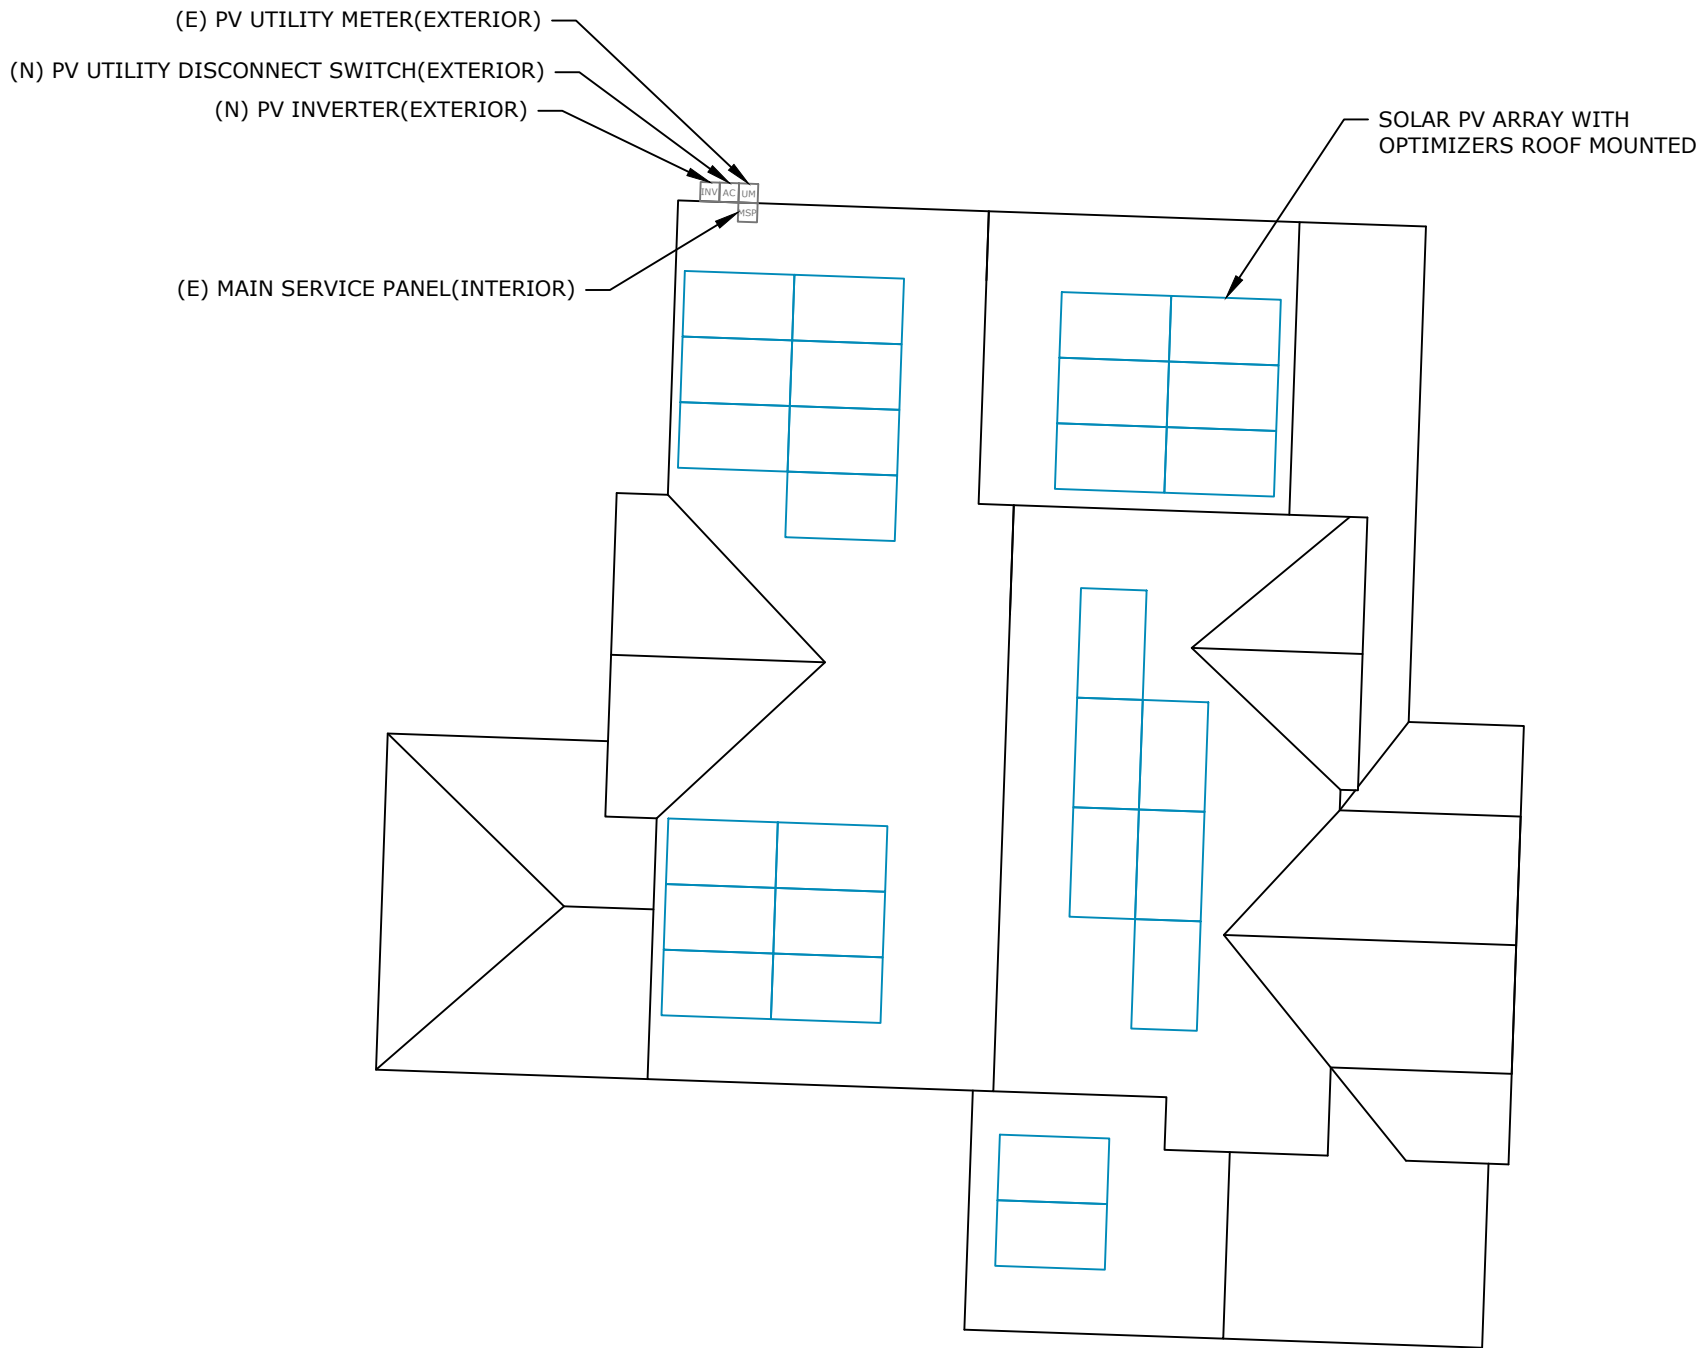 (E) PV UTILITY METER(EXTERIOR)
(N) PV UTILITY DISCONNECT SWITCH(EXTERIOR)
(N) PV INVERTER(EXTERIOR)
SOLAR PV ARRAY WITH
OPTIMIZERS ROOF MOUNTED
INV AC UM
MSP
(E) MAIN SERVICE PANEL(INTERIOR)